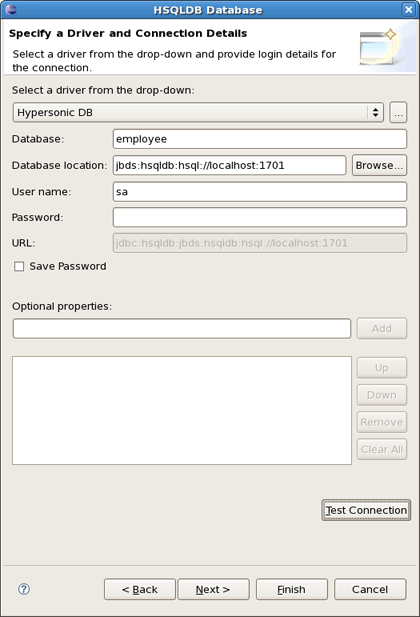 HSQLDB Database
Specify a Driver and Connection Details
Select a driver from the drop-down and provide login details for
the connection.
Select a driver from the drop-down:
Hypersonic DB
...
Database: employee
Database location: jbds:hsqldb:hsql://localhost:1701 Browse...
User name: sa
Password:
URL: jdbc:hsqldb:jbds:hsqldb:hsql://localhost:1701
Save Password
Optional properties:
Add
Up
Down
Remove
Clear All
Test Connection
? < Back Next > Finish Cancel